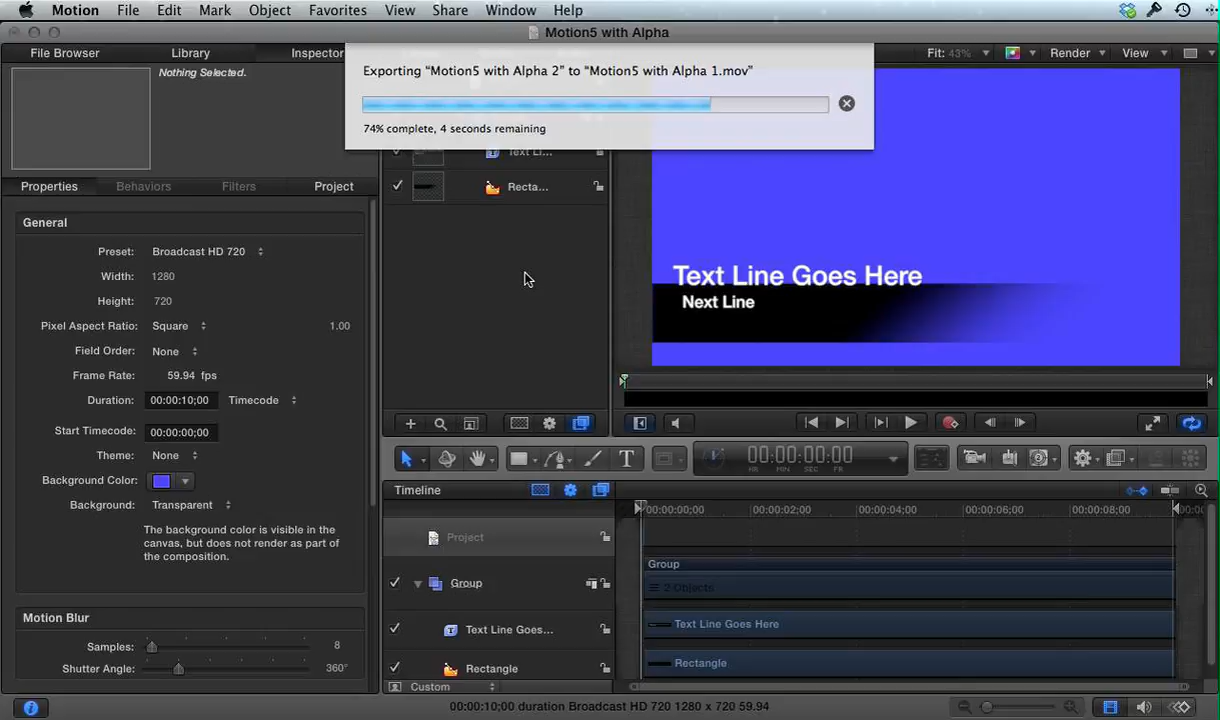 Motion File Edit Mark Object Favorites View Share Window Help
Motion5 with Alpha
File Browser Library Inspector
Fit: 43% Render View
Nothing Selected.
Exporting “Motion5 with Alpha 2” to “Motion5 with Alpha 1.mov”
74% complete, 4 seconds remaining
Text Li...
Recta...
Properties Behaviors Filters Project
General
Preset: Broadcast HD 720
Width: 1280
Height: 720
Pixel Aspect Ratio: Square 1.00
Field Order: None
Frame Rate: 59.94 fps
Duration: 00:00:10;00 Timecode
Start Timecode: 00:00:00;00
Theme: None
Background Color:
Background: Transparent
The background color is visible in the
canvas, but does not render as part of
the composition.
Motion Blur
Samples: 8
Shutter Angle: 360°
Text Line Goes Here
Next Line
00:00:00:00
HR MIN SEC FR
Timeline
00:00:00;00 00:00:02;00 00:00:04;00 00:00:06;00 00:00:08;00
Project
Group
Group
2 Objects
Text Line Goes... Text Line Goes Here
Rectangle Rectangle
Custom
00:00:10;00 duration Broadcast HD 720 1280 x 720 59.94